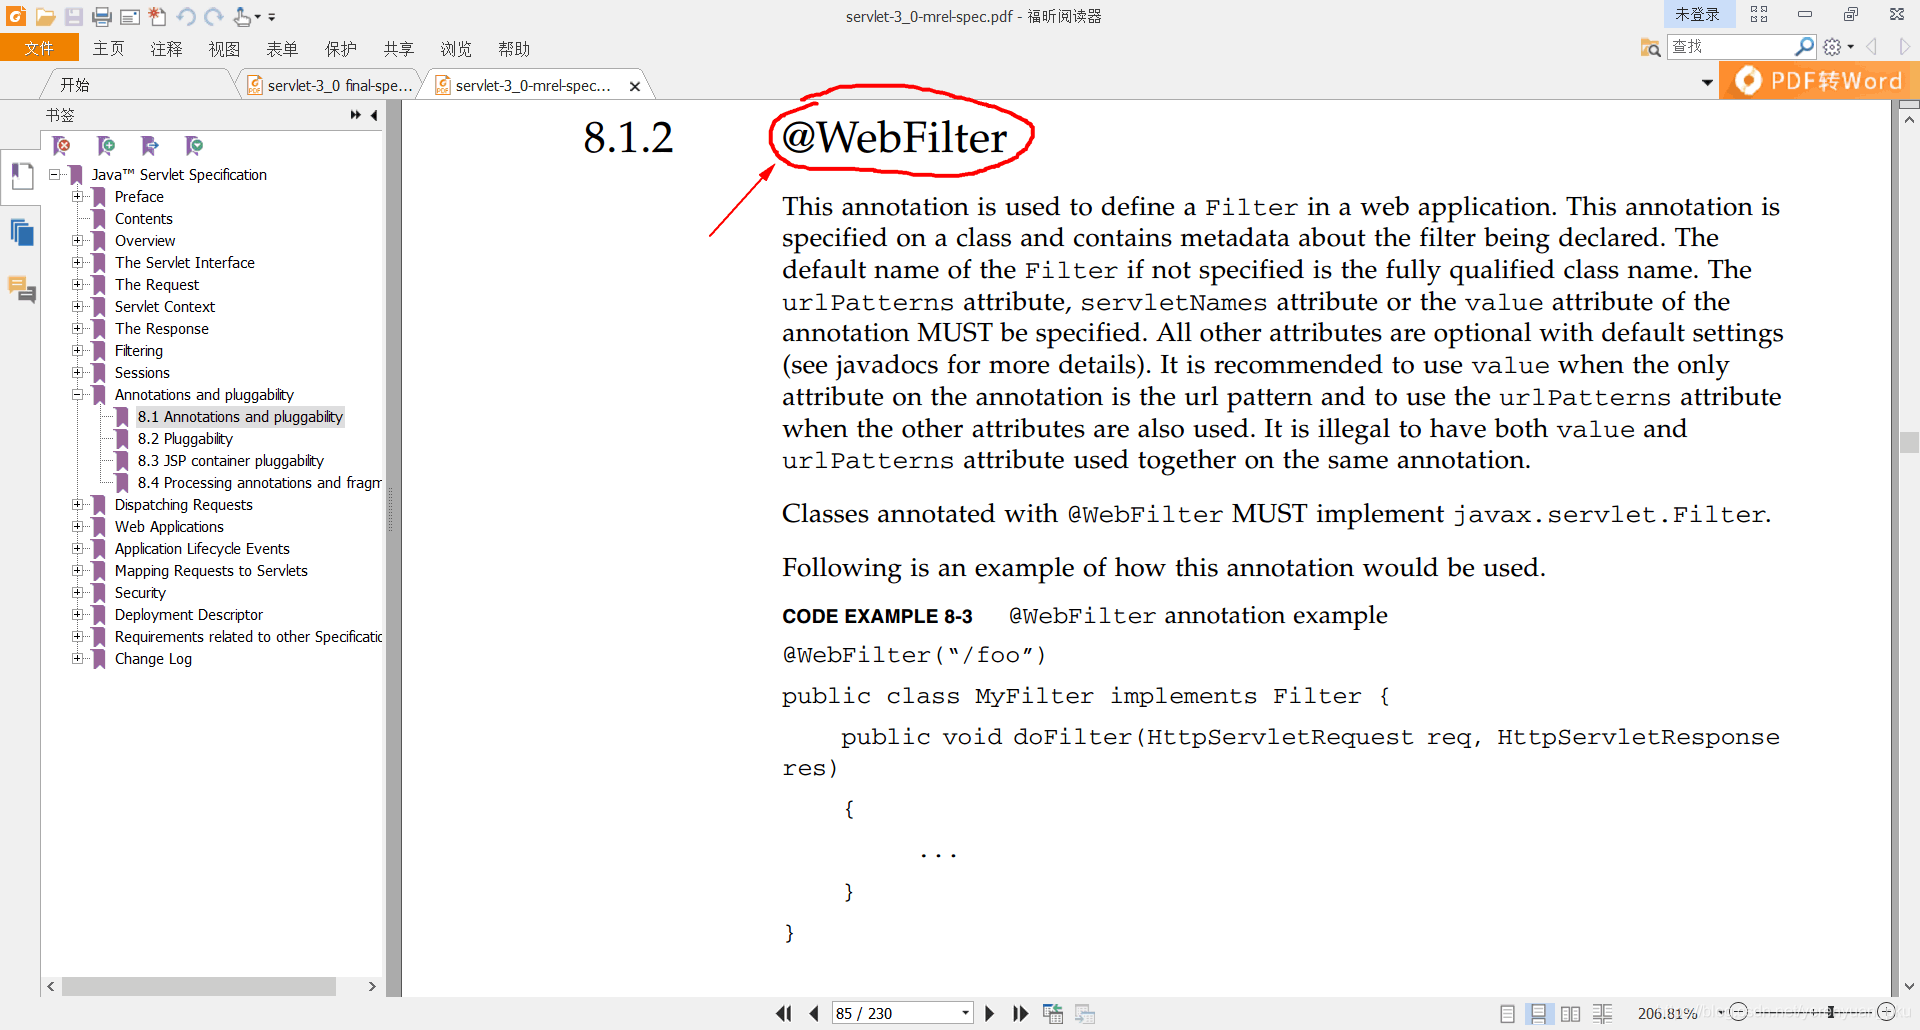 servlet-3_0-mrel-spec.pdf - 福昕阅读器
未登录
文件 主页 注释 视图 表单 保护 共享 浏览 帮助
查找
开始
servlet-3_0 final-spe...
servlet-3_0-mrel-spec...
PDF转Word
书签
Java™ Servlet Specification
Preface
Contents
Overview
The Servlet Interface
The Request
Servlet Context
The Response
Filtering
Sessions
Annotations and pluggability
8.1 Annotations and pluggability
8.2 Pluggability
8.3 JSP container pluggability
8.4 Processing annotations and fragm
Dispatching Requests
Web Applications
Application Lifecycle Events
Mapping Requests to Servlets
Security
Deployment Descriptor
Requirements related to other Specificatio
Change Log
8.1.2 @WebFilter
This annotation is used to define a Filter in a web application. This annotation is
specified on a class and contains metadata about the filter being declared. The
default name of the Filter if not specified is the fully qualified class name. The
urlPatterns attribute, servletNames attribute or the value attribute of the
annotation MUST be specified. All other attributes are optional with default settings
(see javadocs for more details). It is recommended to use value when the only
attribute on the annotation is the url pattern and to use the urlPatterns attribute
when the other attributes are also used. It is illegal to have both value and
urlPatterns attribute used together on the same annotation.
Classes annotated with @WebFilter MUST implement javax.servlet.Filter.
Following is an example of how this annotation would be used.
CODE EXAMPLE 8-3 @WebFilter annotation example
@WebFilter(“/foo”)
public class MyFilter implements Filter {
public void doFilter(HttpServletRequest req, HttpServletResponse
res)
{
...
}
}
85 / 230
206.81%